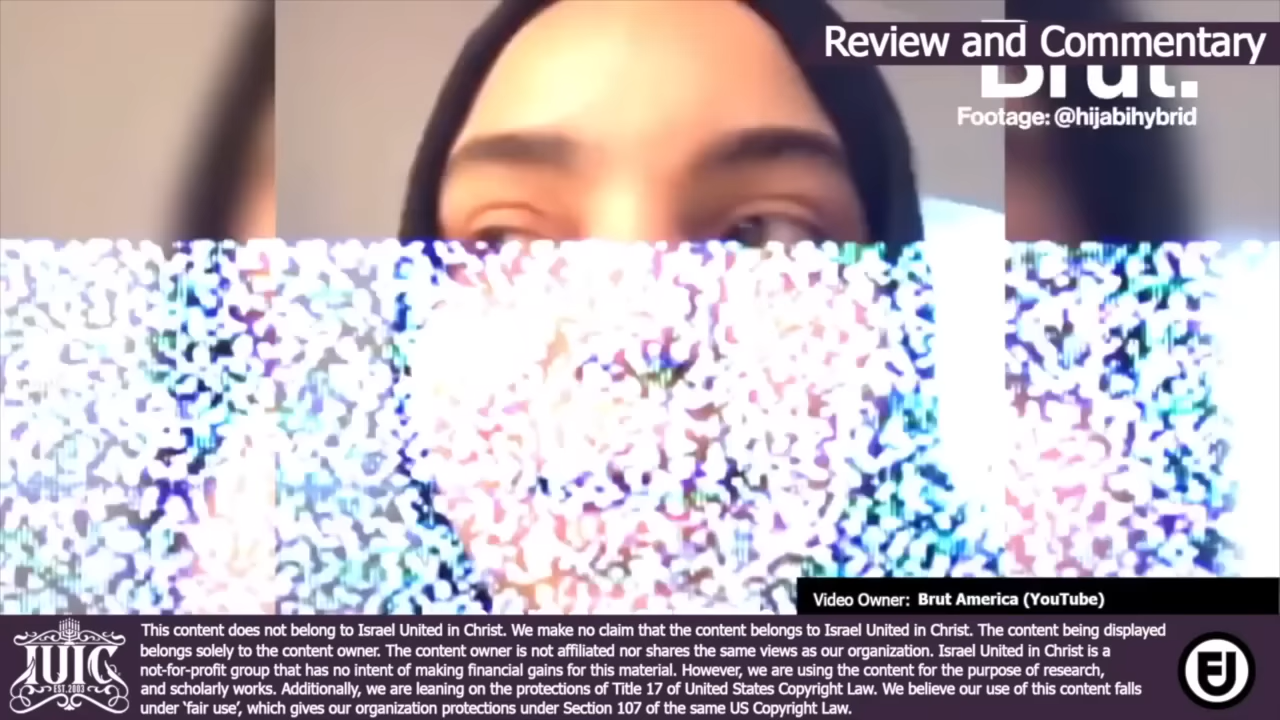 Review and Commentary
Brut.
Footage: @hijabihybrid
Video Owner: Brut America (YouTube)
This content does not belong to Israel United in Christ. We make no claim that the content belongs to Israel United in Christ. The content being displayed
belongs solely to the content owner. The content owner is not affiliated nor shares the same views as our organization. Israel United in Christ is a
not-for-profit group that has no intent of making financial gains for this material. However, we are using the content for the purpose of research,
and scholarly works. Additionally, we are leaning on the protections of Title 17 of United States Copyright Law. We believe our use of this content falls
under 'fair use', which gives our organization protections under Section 107 of the same US Copyright Law.
IUIC
EST.2003